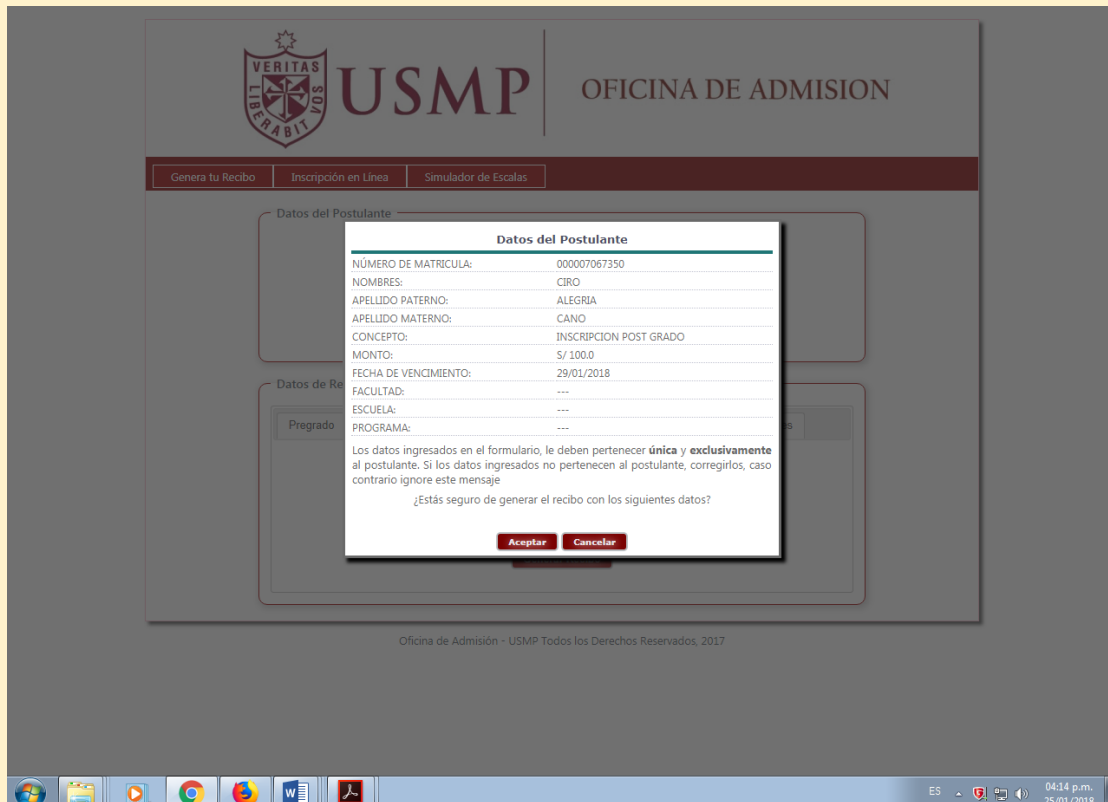 VERITAS
LIBERABIT
VOS
USMP
OFICINA DE ADMISION
Genera tu Recibo
Inscripción en Línea
Simulador de Escalas
Datos del Postulante
Datos del Postulante
NÚMERO DE MATRICULA: 000007067350
NOMBRES: CIRO
APELLIDO PATERNO: ALEGRIA
APELLIDO MATERNO: CANO
CONCEPTO: INSCRIPCION POST GRADO
MONTO: S/ 100.0
FECHA DE VENCIMIENTO: 29/01/2018
FACULTAD: ---
ESCUELA: ---
PROGRAMA: ---
Los datos ingresados en el formulario, le deben pertenecer única y exclusivamente
al postulante. Si los datos ingresados no pertenecen al postulante, corregirlos, caso
contrario ignore este mensaje
¿Estás seguro de generar el recibo con los siguientes datos?
Aceptar
Cancelar
Datos de Re
Pregrado
Oficina de Admisión - USMP Todos los Derechos Reservados, 2017
ES
04:14 p.m.
25/01/2018